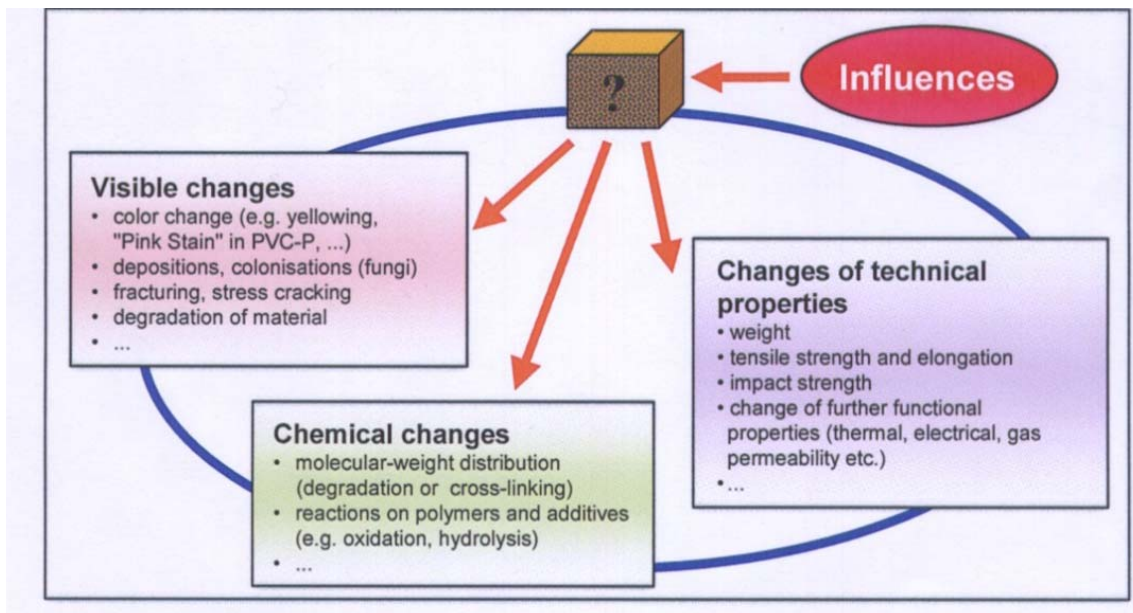 ?
Influences
Visible changes
• color change (e.g. yellowing,
"Pink Stain" in PVC-P, ...)
• depositions, colonisations (fungi)
• fracturing, stress cracking
• degradation of material
• ...
Changes of technical
properties
• weight
• tensile strength and elongation
• impact strength
• change of further functional
properties (thermal, electrical, gas
permeability etc.)
• ...
Chemical changes
• molecular-weight distribution
(degradation or cross-linking)
• reactions on polymers and additives
(e.g. oxidation, hydrolysis)
• ...